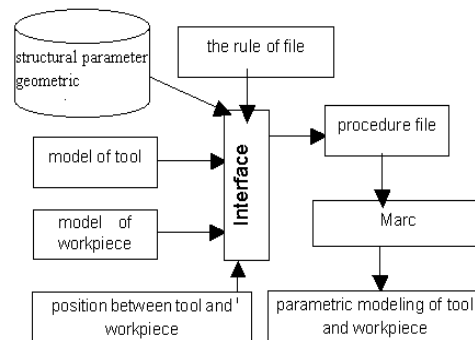 structural parameter
geometric
the rule of file
model of tool
model of
workpiece
position between tool and
workpiece
Interface
procedure file
Marc
parametric modeling of tool
and workpiece